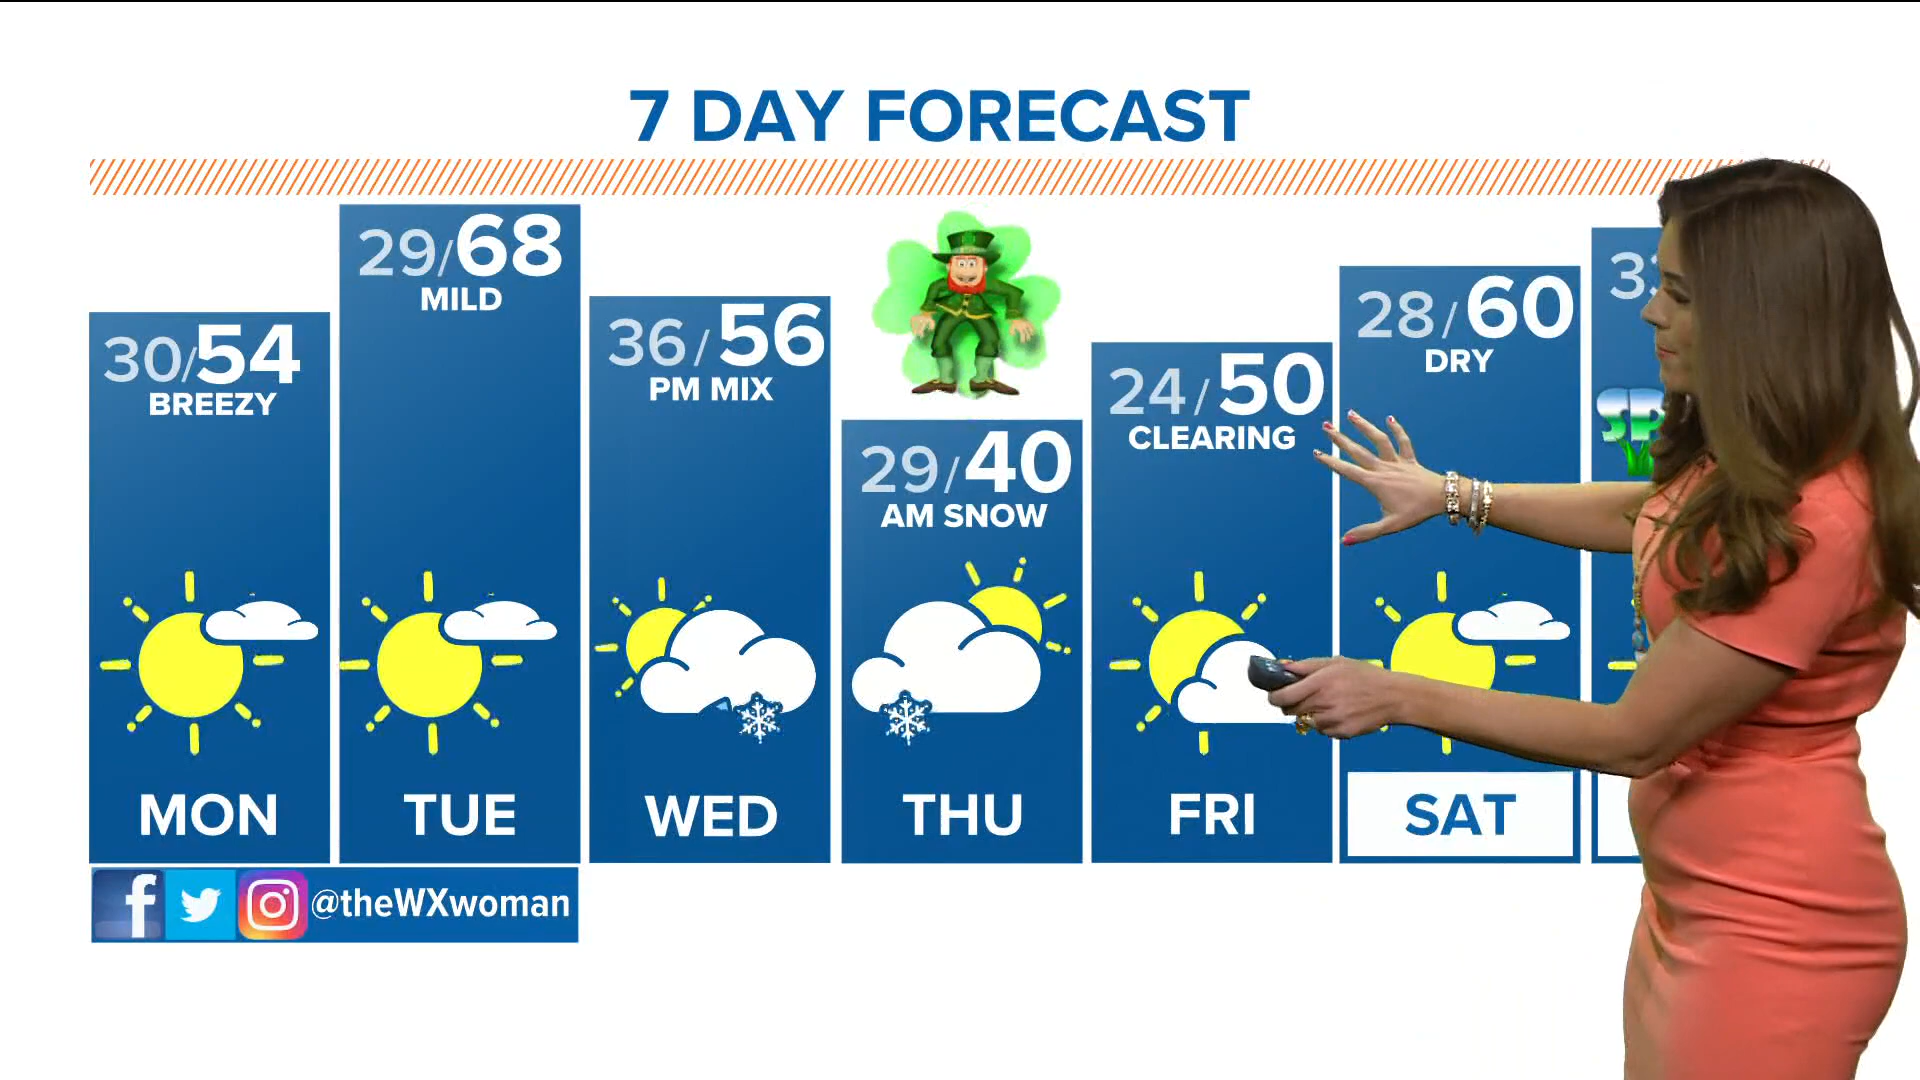 7 DAY FORECAST
30/54
BREEZY
29/68
MILD
36/56
PM MIX
29/40
AM SNOW
24/50
CLEARING
28/60
DRY
MON
TUE
WED
THU
FRI
SAT
@theWXwoman